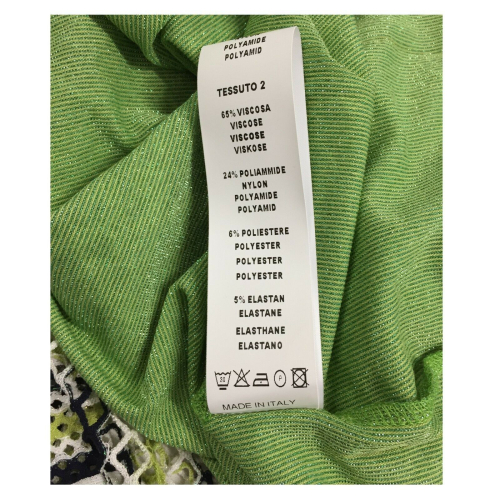 POLYAMIDE
POLYAMID
TESSUTO 2
65% VISCOSA
VISCOSE
VISCOSE
VISKOSE
24% POLIAMMIDE
NYLON
POLYAMIDE
POLYAMID
6% POLIESTERE
POLYESTER
POLYESTER
POLYESTER
5% ELASTAN
ELASTANE
ELASTHANE
ELASTANO
30
P
MADE IN ITALY